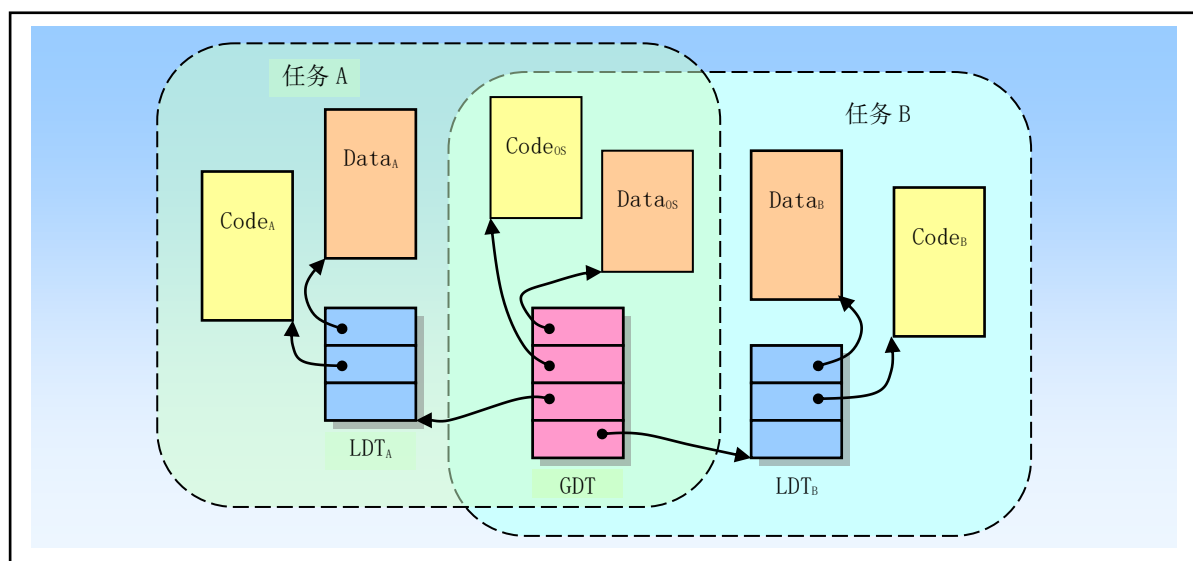 任务 A
任务 B
Data_A
Code_OS
Data_OS
Code_A
Data_B
Code_B
LDT_A
GDT
LDT_B